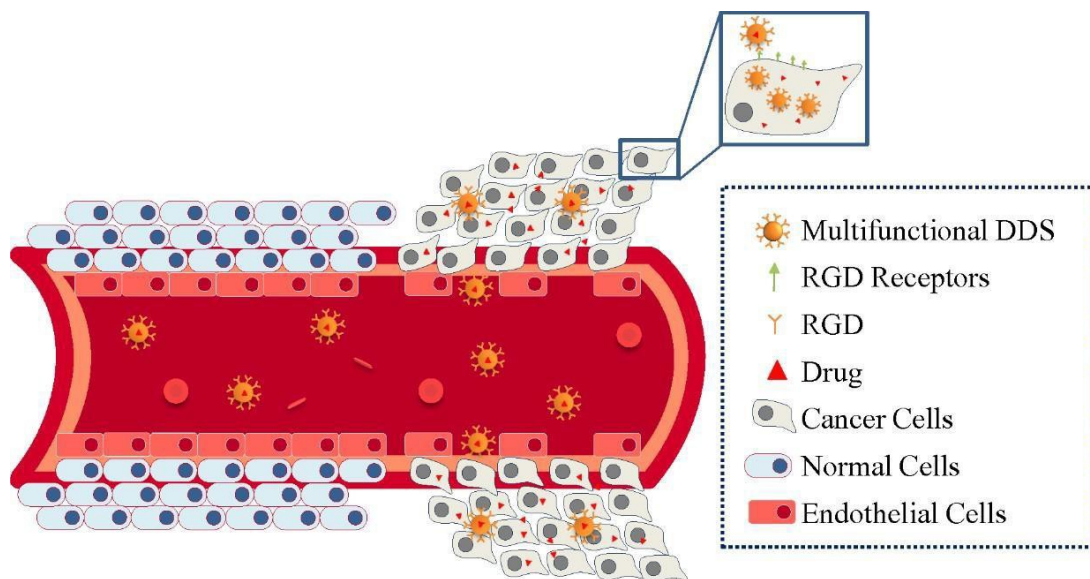 Multifunctional DDS
RGD Receptors
RGD
Drug
Cancer Cells
Normal Cells
Endothelial Cells